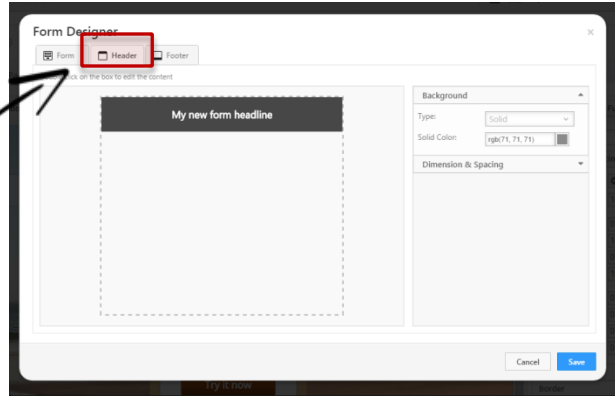 Form Designer
Form
Header
Footer
on the box to edit the content
My new form headline
Background
Type:
Solid
Solid Color:
rgb(71, 71, 71)
Dimension & Spacing
Cancel
Save
Try it now
Border